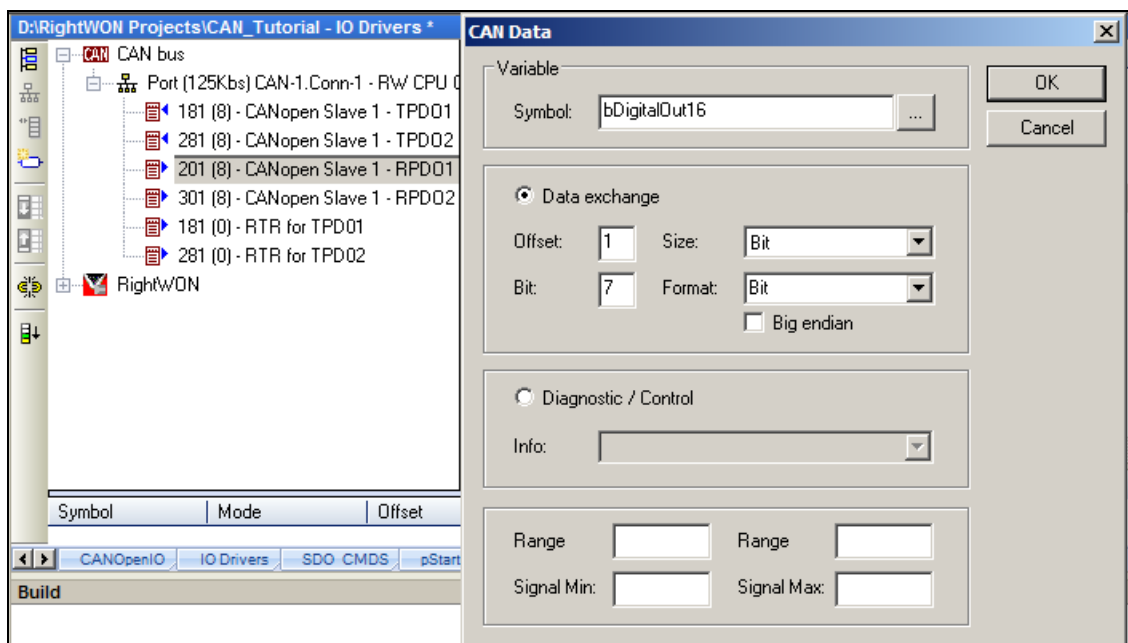 D:\RightWON Projects\CAN_Tutorial - IO Drivers *
CAN bus
Port (125Kbs) CAN-1.Conn-1 - RW CPU
181 (8) - CANopen Slave 1 - TPDO1
281 (8) - CANopen Slave 1 - TPDO2
201 (8) - CANopen Slave 1 - RPDO1
301 (8) - CANopen Slave 1 - RPDO2
181 (0) - RTR for TPDO1
281 (0) - RTR for TPDO2
RightWON
Symbol Mode Offset
CANOpenIO IO Drivers SDO_CMDS pStart
Build
CAN Data
Variable
Symbol: bDigitalOut16 ...
OK
Cancel
Data exchange
Offset: 1 Size: Bit
Bit: 7 Format: Bit
Big endian
Diagnostic / Control
Info:
Range Range
Signal Min: Signal Max: